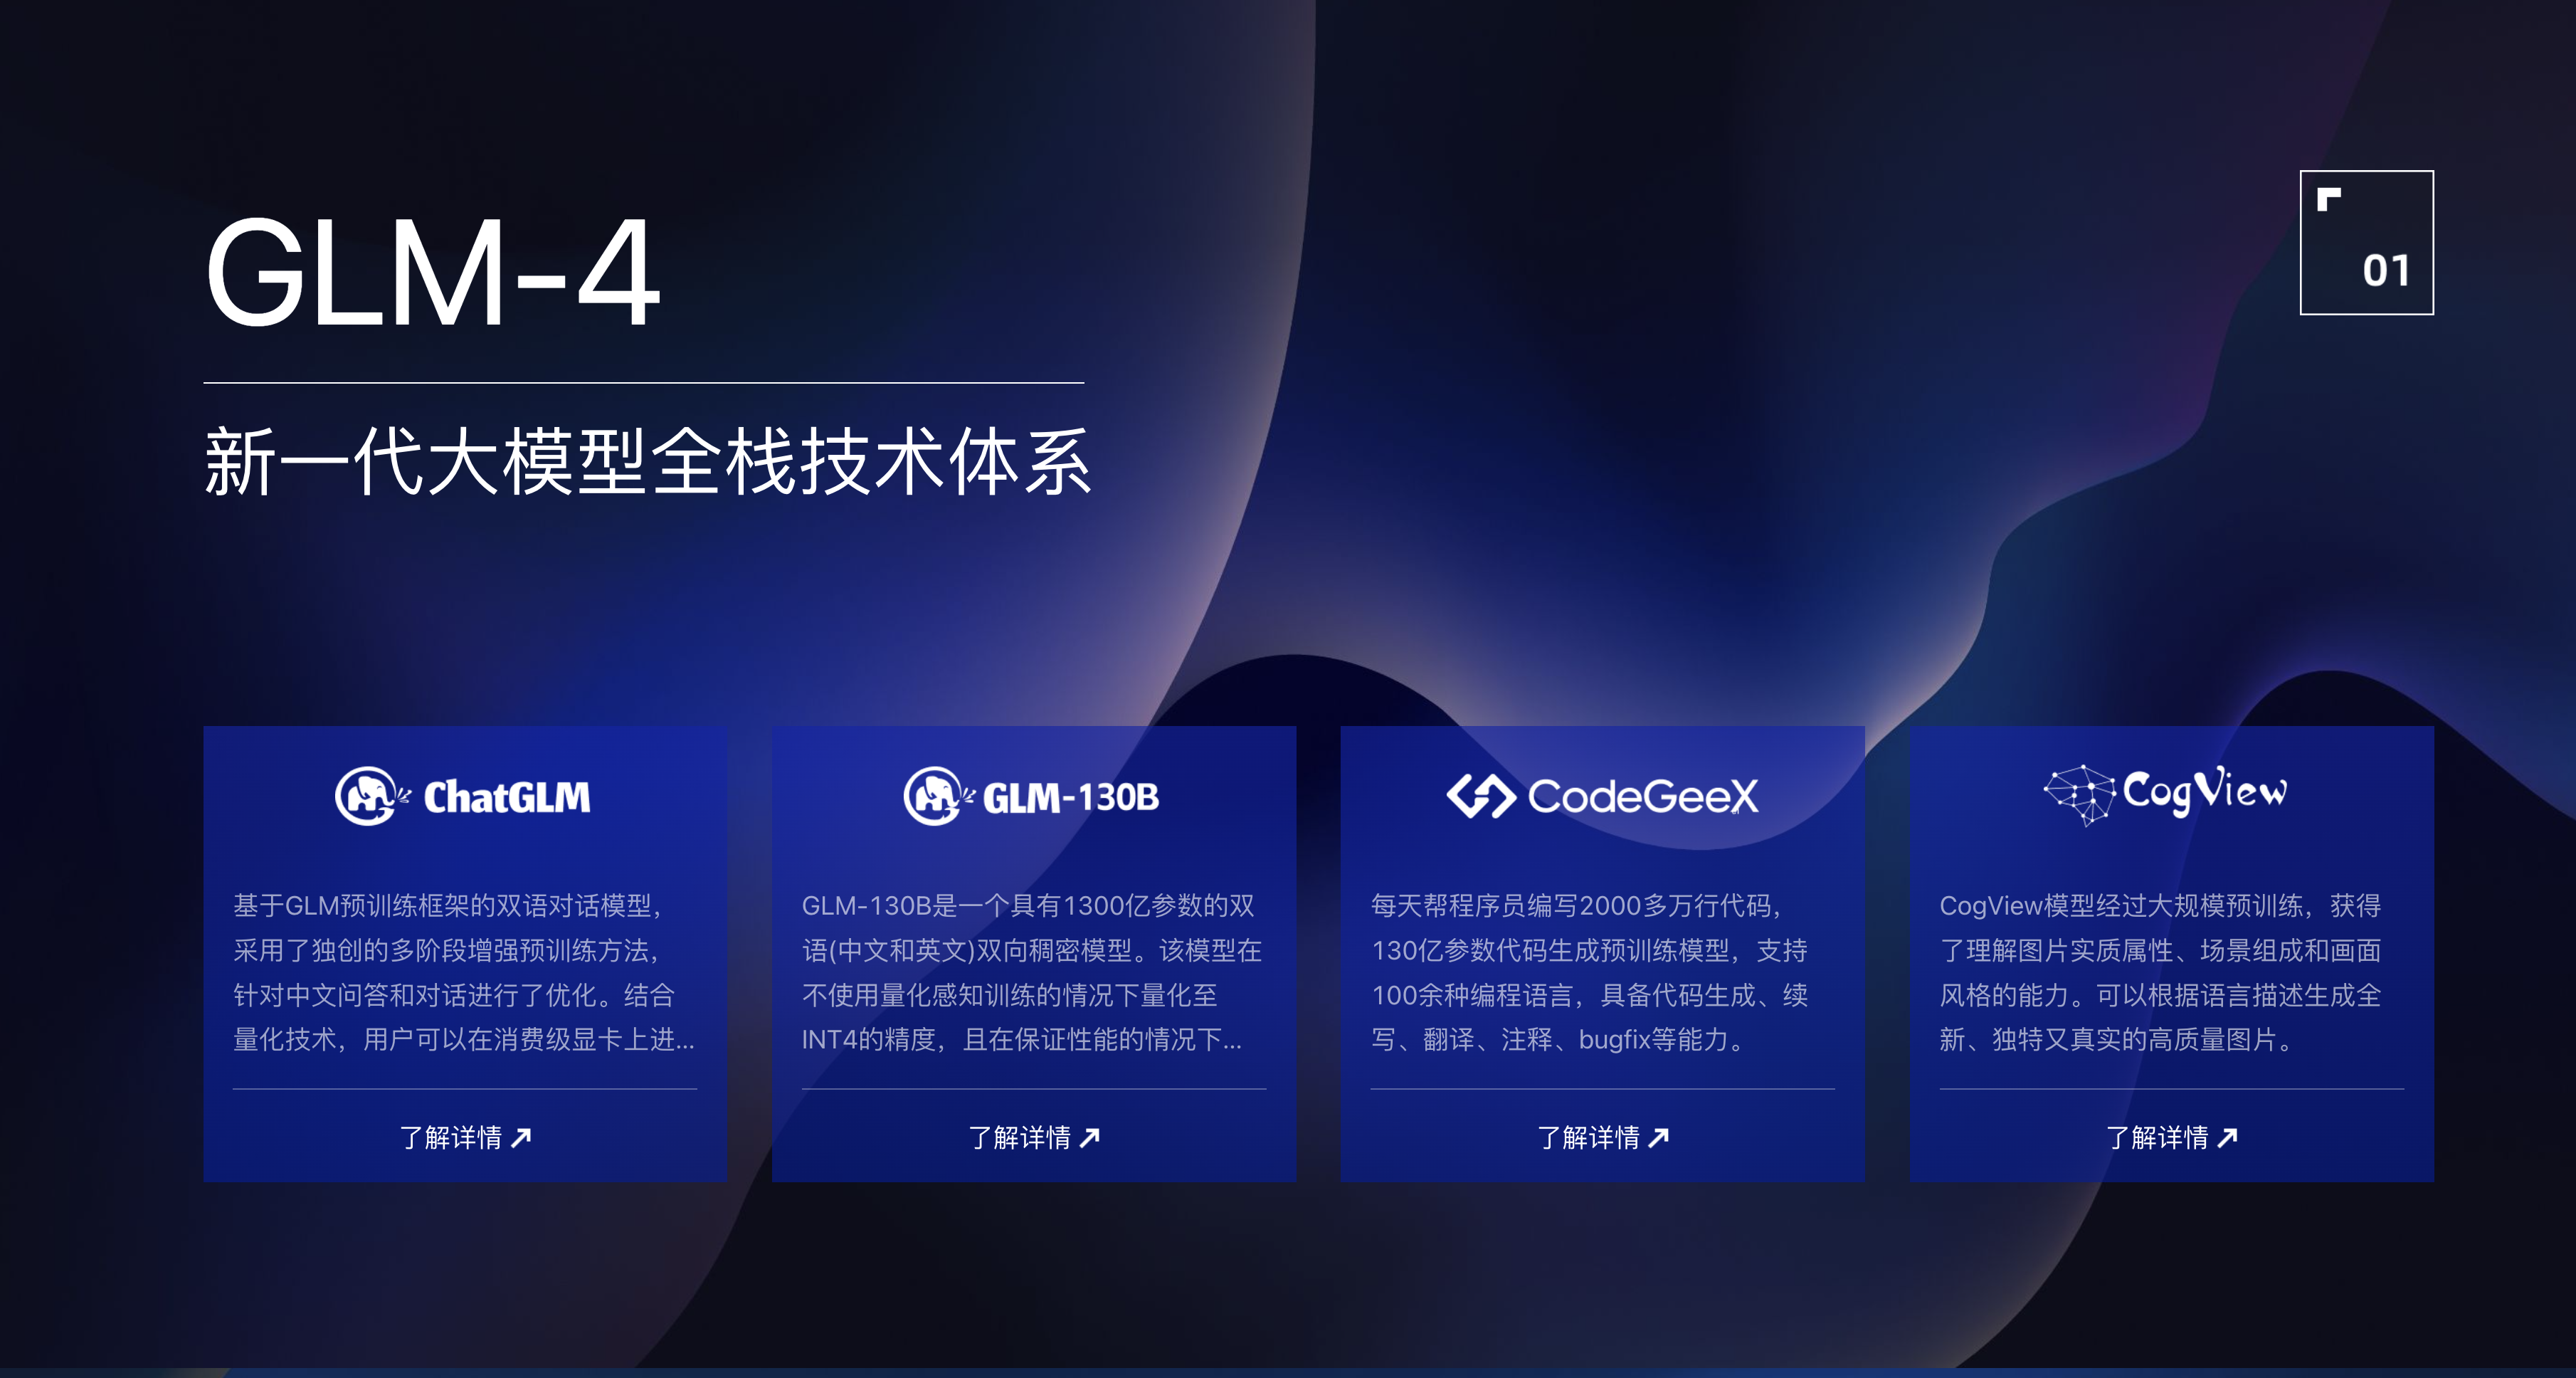 GLM-4
01
新一代大模型全栈技术体系
ChatGLM
基于GLM预训练框架的双语对话模型，
采用了独创的多阶段增强预训练方法，
针对中文问答和对话进行了优化。结合
量化技术，用户可以在消费级显卡上进...
了解详情
GLM-130B
GLM-130B是一个具有1300亿参数的双
语(中文和英文)双向稠密模型。该模型在
不使用量化感知训练的情况下量化至
INT4的精度，且在保证性能的情况下...
了解详情
CodeGeeX
每天帮程序员编写2000多万行代码，
130亿参数代码生成预训练模型，支持
100余种编程语言，具备代码生成、续
写、翻译、注释、bugfix等能力。
了解详情
CogView
CogView模型经过大规模预训练，获得
了理解图片实质属性、场景组成和画面
风格的能力。可以根据语言描述生成全
新、独特又真实的高质量图片。
了解详情